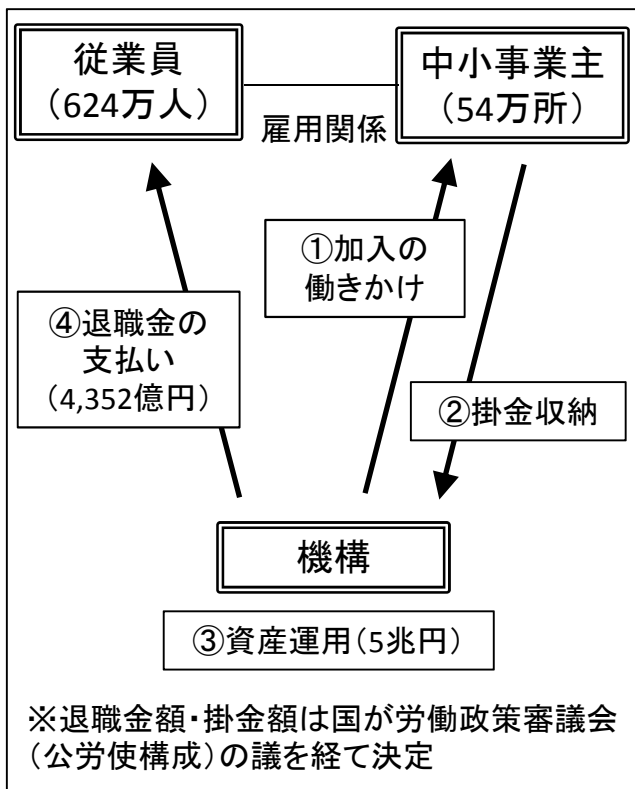 従業員
（624万人）
中小事業主
（54万所）
雇用関係
①加入の
働きかけ
④退職金の
支払い
（4,352億円）
②掛金収納
機構
③資産運用（5兆円）
※退職金額・掛金額は国が労働政策審議会
（公労使構成）の議を経て決定